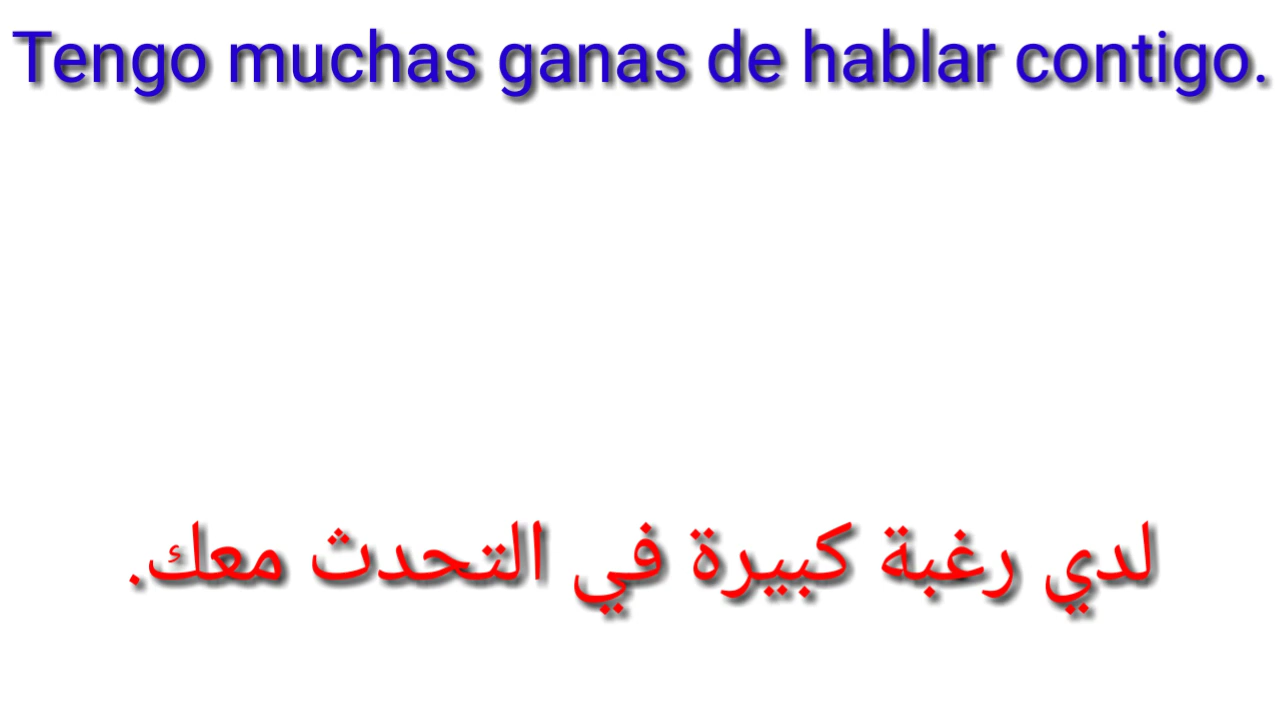 Tengo muchas ganas de hablar contigo.
لدي رغبة كبيرة في التحدث معك.